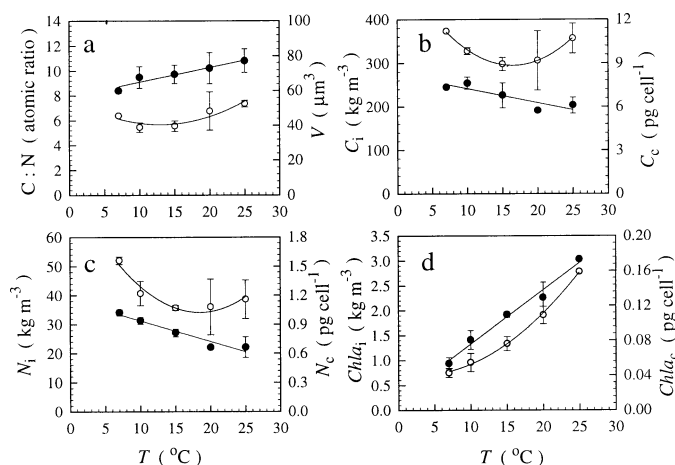 a
C : N ( atomic ratio )
14
12
10
8
6
4
2
0
100
80
60
40
20
0
V ( μm³ )
0 5 10 15 20 25 30
b
Cᵢ ( kg m⁻³ )
400
300
200
100
0
12
9
6
3
0
C꜀ ( pg cell⁻¹ )
0 5 10 15 20 25 30
c
Nᵢ ( kg m⁻³ )
60
50
40
30
20
10
0
1.8
1.5
1.2
0.9
0.6
0.3
0.0
N꜀ ( pg cell⁻¹ )
0 5 10 15 20 25 30
T ( °C )
d
Chlaᵢ ( kg m⁻³ )
3.5
3.0
2.5
2.0
1.5
1.0
0.5
0.0
0.20
0.16
0.12
0.08
0.04
0.00
Chla꜀ ( pg cell⁻¹ )
0 5 10 15 20 25 30
T ( °C )